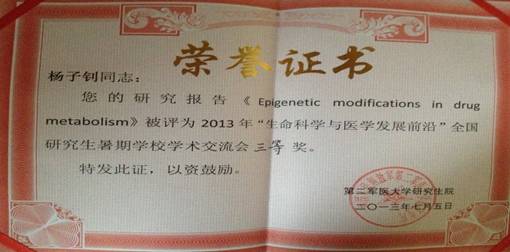 荣誉证书
杨子钊同志：
您的研究报告《Epigenetic modifications in drug
metabolism》被评为 2013 年“生命科学与医学发展前沿”全国
研究生暑期学校学术交流会三等奖。
特发此证，以资鼓励。
第二军医大学研究生院
二〇一三年七月五日